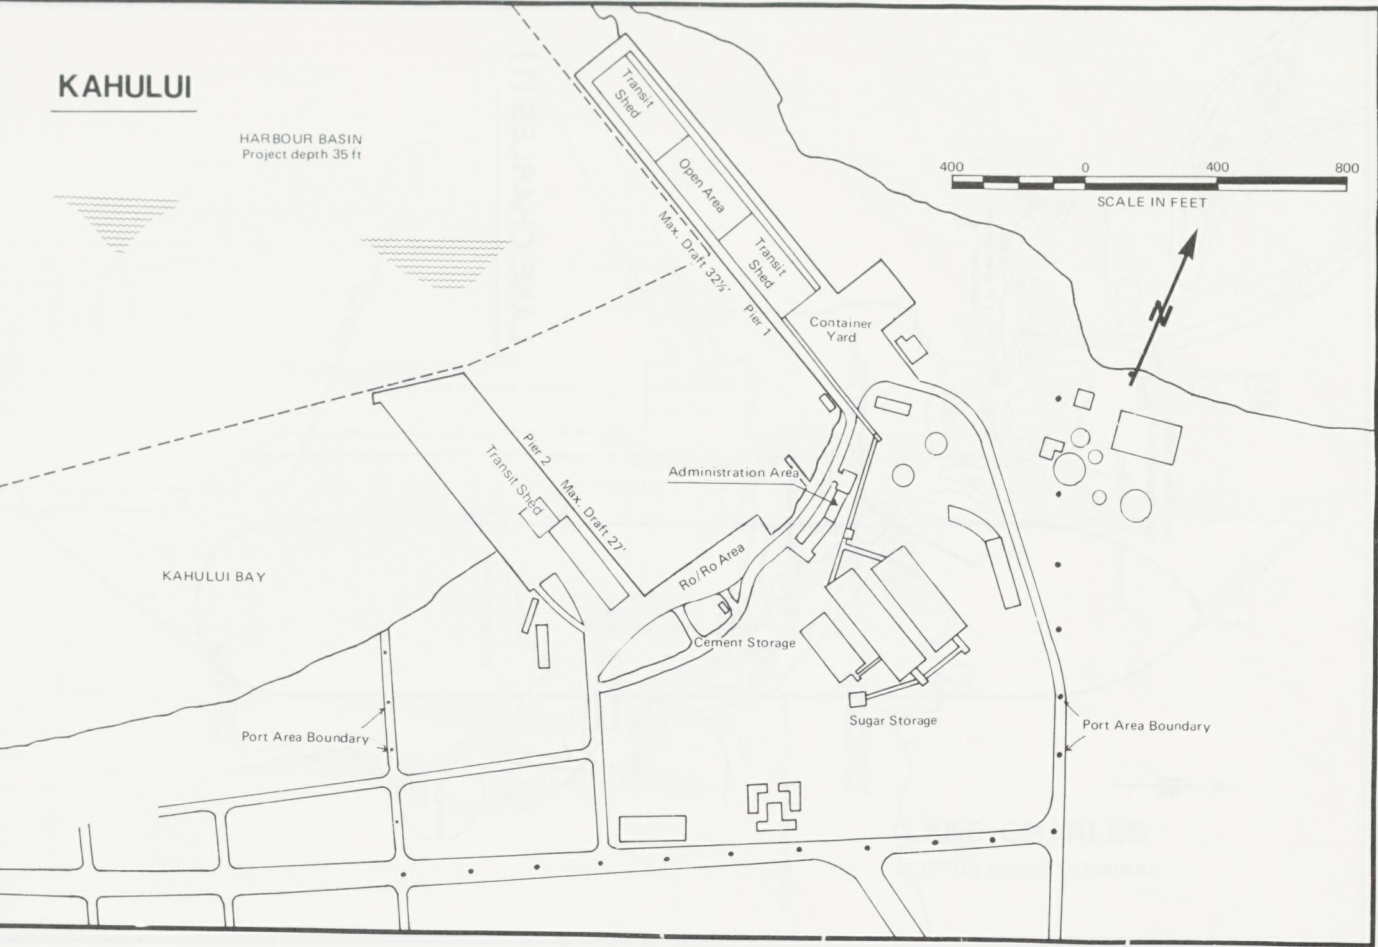 KAHULUI
HARBOUR BASIN
Project depth 35 ft
400 0 400 800
SCALE IN FEET
N
Transit
Shed
Open Area
Transit
Shed
Max. Draft 32½'
Pier 1
Container
Yard
Pier 2
Max. Draft 27'
Transit Shed
Administration Area
Ro/Ro Area
KAHULUI BAY
Cement Storage
Sugar Storage
Port Area Boundary
Port Area Boundary
LAKE CHARLES